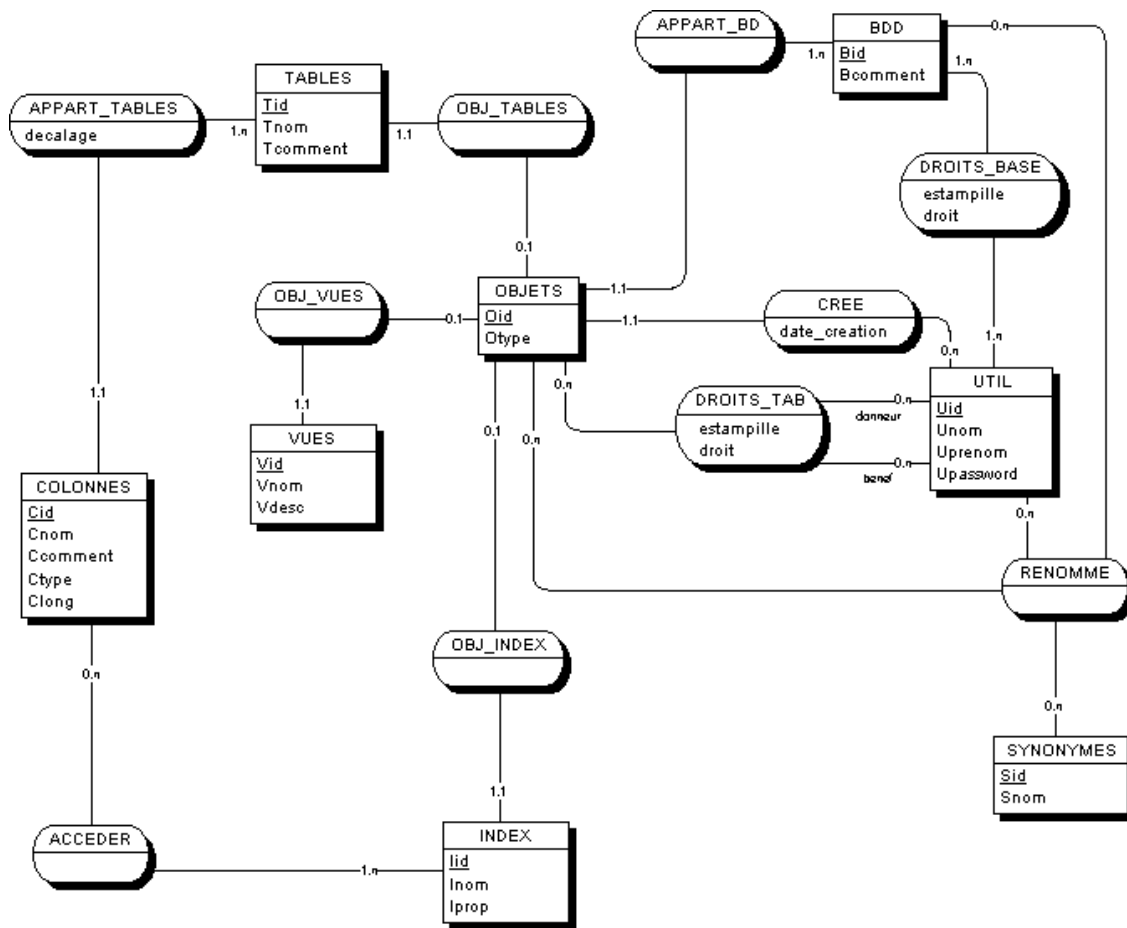 APPART_BD
BDD
Bid
Bcomment
0.n
1.n
1.n
TABLES
Tid
Tnom
Tcomment
APPART_TABLES
decalage
1.n
1.1
OBJ_TABLES
DROITS_BASE
estampille
droit
0.1
OBJETS
Oid
Otype
1.1
OBJ_VUES
0.1
CREE
date_creation
1.1
0.n
1.n
UTIL
Uid
Unom
Uprenom
Upassword
DROITS_TAB
estampille
droit
0.n
0.n
donneur
0.n
benef
1.1
1.1
VUES
Vid
Vnom
Vdesc
0.1
0.n
COLONNES
Cid
Cnom
Ccomment
Ctype
Clong
0.n
RENOMME
OBJ_INDEX
0.n
0.n
SYNONYMES
Sid
Snom
1.1
ACCEDER
1.n
INDEX
Iid
Inom
Iprop